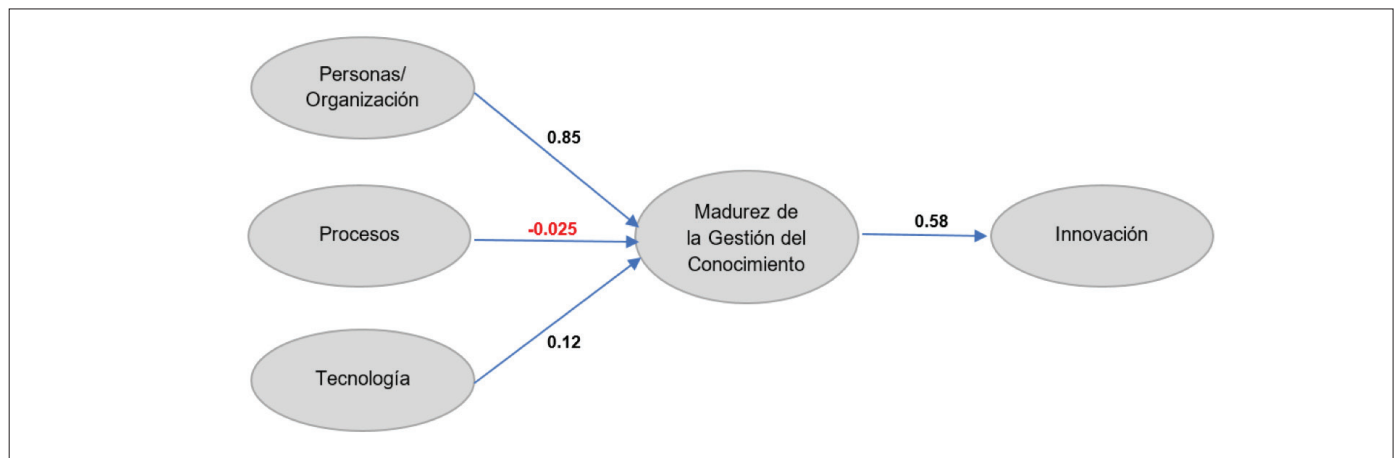 Personas/
Organización
0.85
Procesos
-0.025
Tecnología
0.12
Madurez de
la Gestión del
Conocimiento
0.58
Innovación